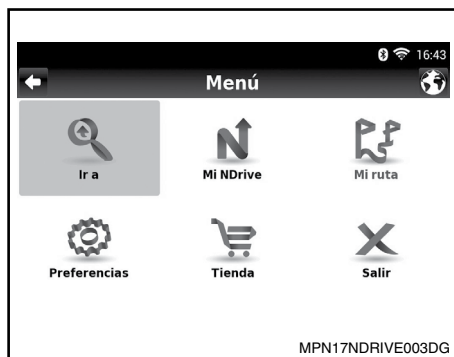 16:43
Menú
Ir a
Mi NDrive
Mi ruta
Preferencias
Tienda
Salir
MPN17NDRIVE003DG